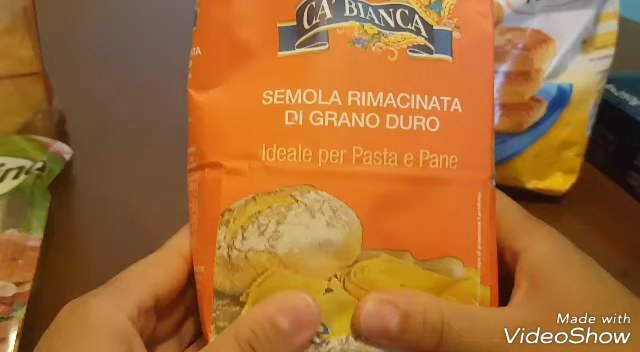 CA' BIANCA
SEMOLA RIMACINATA
DI GRANO DURO
Ideale per Pasta e Pane
Made with
VideoShow